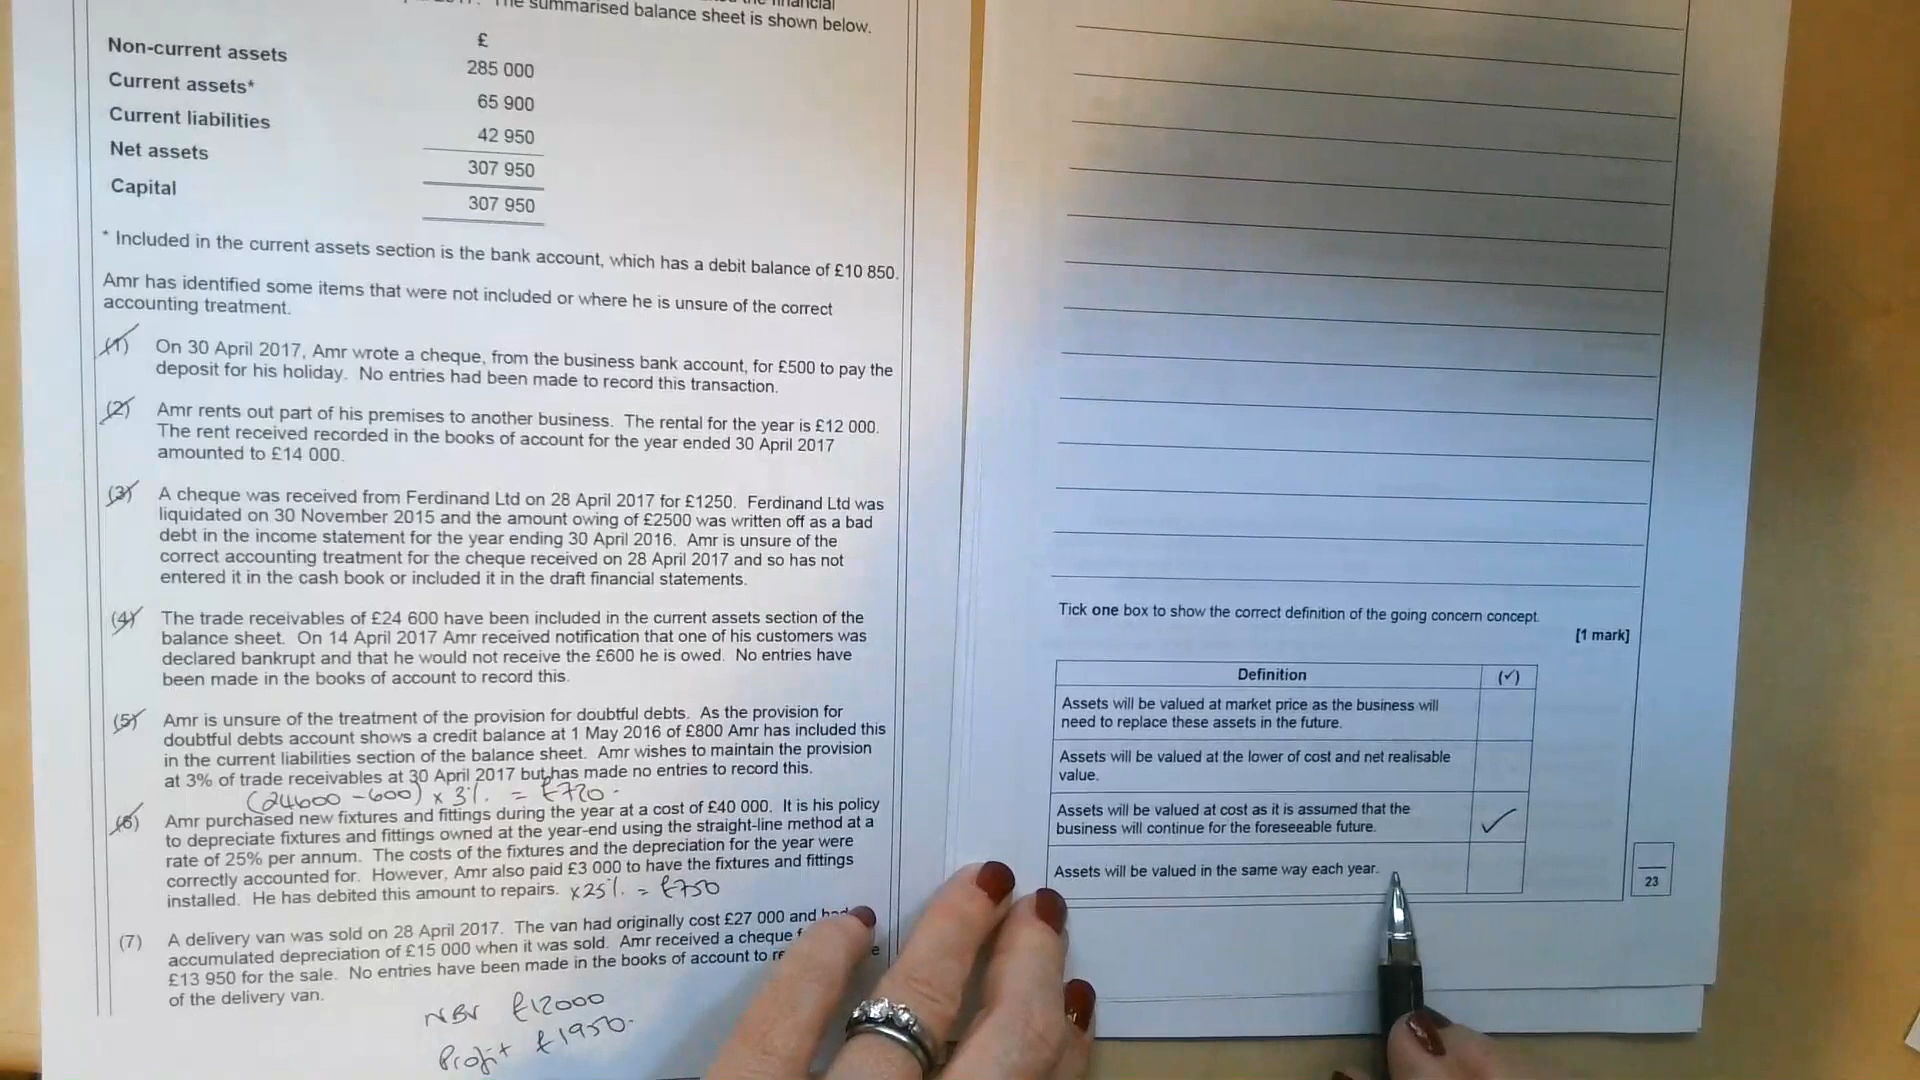 The summarised balance sheet is shown below.
£
Non-current assets 285 000
Current assets* 65 900
Current liabilities 42 950
Net assets 307 950
Capital 307 950
* Included in the current assets section is the bank account, which has a debit balance of £10 850.
Amr has identified some items that were not included or where he is unsure of the correct
accounting treatment.
(1) On 30 April 2017, Amr wrote a cheque, from the business bank account, for £500 to pay the
deposit for his holiday. No entries had been made to record this transaction.
(2) Amr rents out part of his premises to another business. The rental for the year is £12 000.
The rent received recorded in the books of account for the year ended 30 April 2017
amounted to £14 000.
(3) A cheque was received from Ferdinand Ltd on 28 April 2017 for £1250. Ferdinand Ltd was
liquidated on 30 November 2015 and the amount owing of £2500 was written off as a bad
debt in the income statement for the year ending 30 April 2016. Amr is unsure of the
correct accounting treatment for the cheque received on 28 April 2017 and so has not
entered it in the cash book or included it in the draft financial statements.
(4) The trade receivables of £24 600 have been included in the current assets section of the
balance sheet. On 14 April 2017 Amr received notification that one of his customers was
declared bankrupt and that he would not receive the £600 he is owed. No entries have
been made in the books of account to record this.
(5) Amr is unsure of the treatment of the provision for doubtful debts. As the provision for
doubtful debts account shows a credit balance at 1 May 2016 of £800 Amr has included this
in the current liabilities section of the balance sheet. Amr wishes to maintain the provision
at 3% of trade receivables at 30 April 2017 but has made no entries to record this.
(24600 - 600) x 3%. = £720.
(6) Amr purchased new fixtures and fittings during the year at a cost of £40 000. It is his policy
to depreciate fixtures and fittings owned at the year-end using the straight-line method at a
rate of 25% per annum. The costs of the fixtures and the depreciation for the year were
correctly accounted for. However, Amr also paid £3 000 to have the fixtures and fittings
installed. He has debited this amount to repairs. x25%. = £750
(7) A delivery van was sold on 28 April 2017. The van had originally cost £27 000 and had
accumulated depreciation of £15 000 when it was sold. Amr received a cheque
£13 950 for the sale. No entries have been made in the books of account to
of the delivery van.
NBV £12000
Profit £1950.
Tick one box to show the correct definition of the going concern concept.
[1 mark]
Definition (✓)
Assets will be valued at market price as the business will
need to replace these assets in the future.
Assets will be valued at the lower of cost and net realisable
value.
Assets will be valued at cost as it is assumed that the
business will continue for the foreseeable future. ✓
Assets will be valued in the same way each year.
23